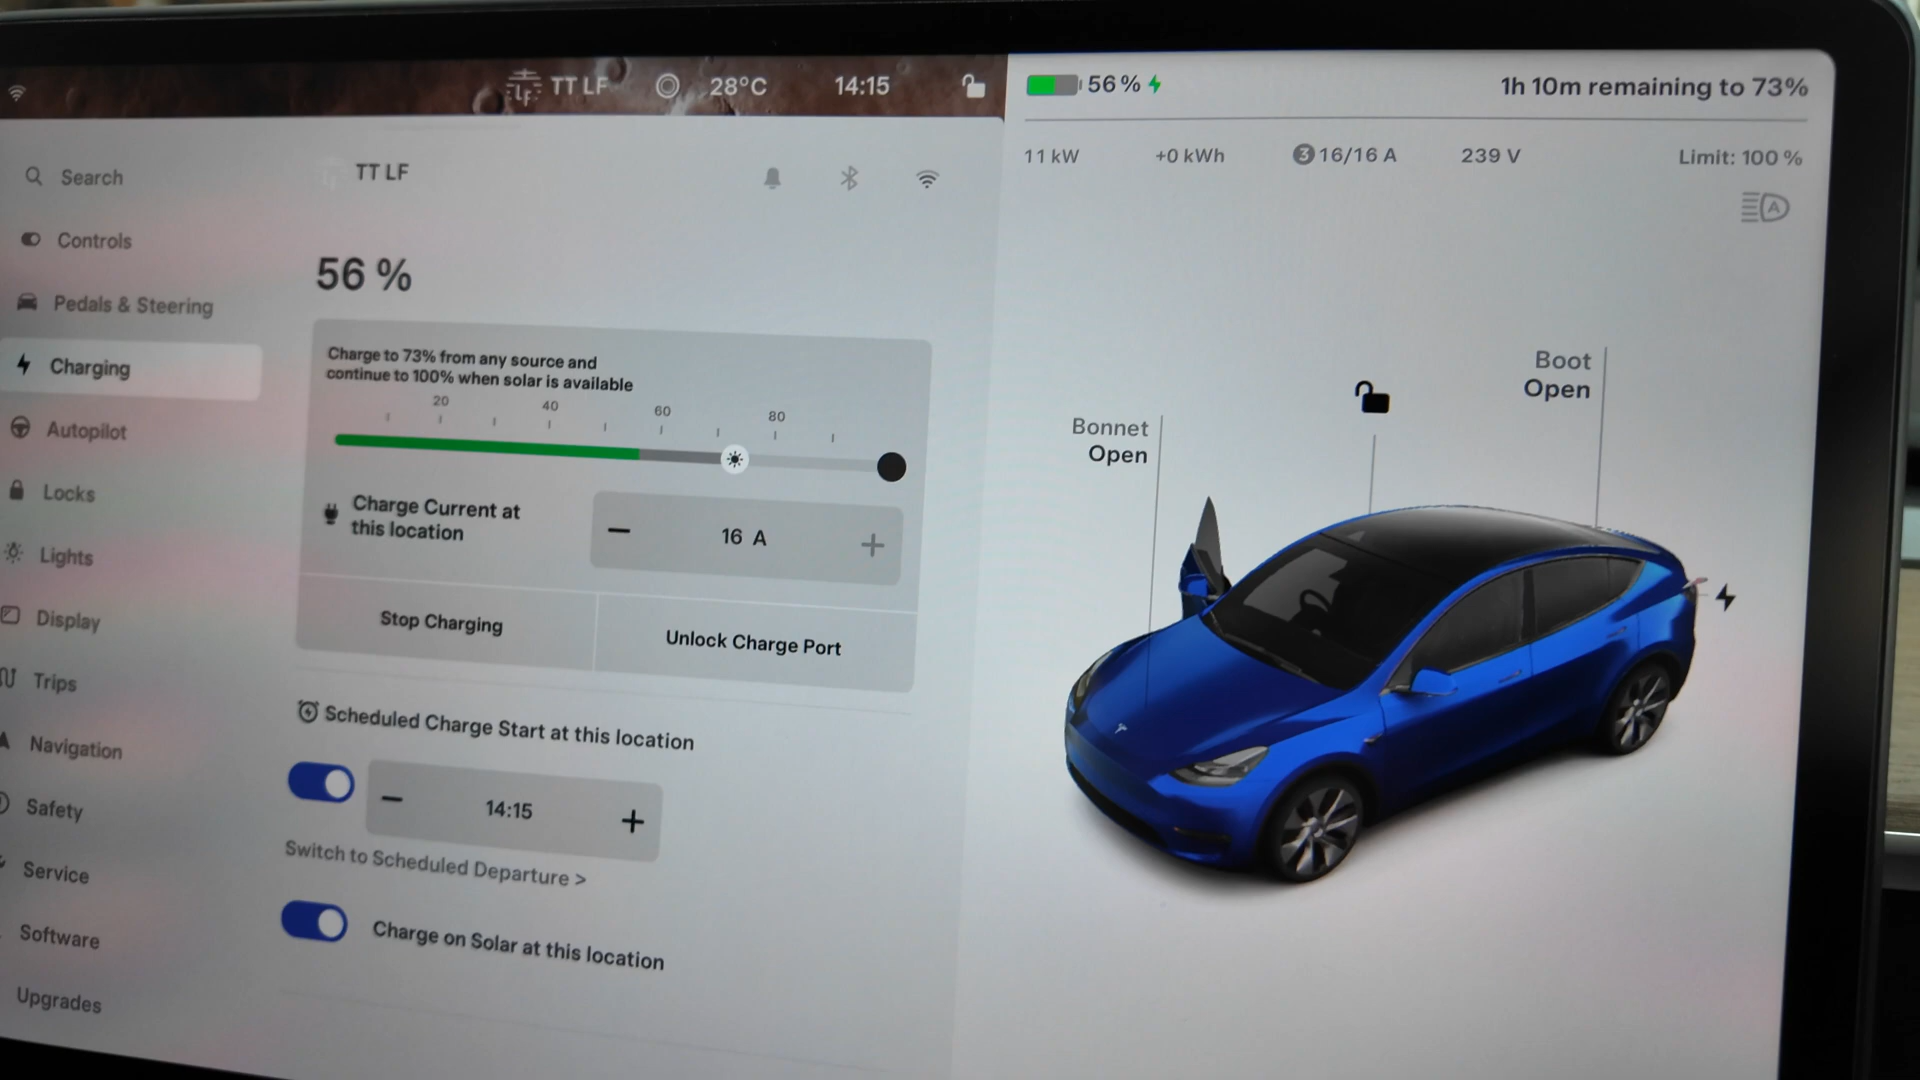 TT LF
28°C
14:15
56 %
1h 10m remaining to 73%
11 kW
+0 kWh
3 16/16 A
239 V
Limit: 100 %
A
Search
Controls
Pedals & Steering
Charging
Autopilot
Locks
Lights
Display
Trips
Navigation
Safety
Service
Software
Upgrades
TT LF
56 %
Charge to 73% from any source and
continue to 100% when solar is available
20 40 60 80
Charge Current at
this location
− 16 A +
Stop Charging
Unlock Charge Port
Scheduled Charge Start at this location
− 14:15 +
Switch to Scheduled Departure >
Charge on Solar at this location
Bonnet
Open
Boot
Open